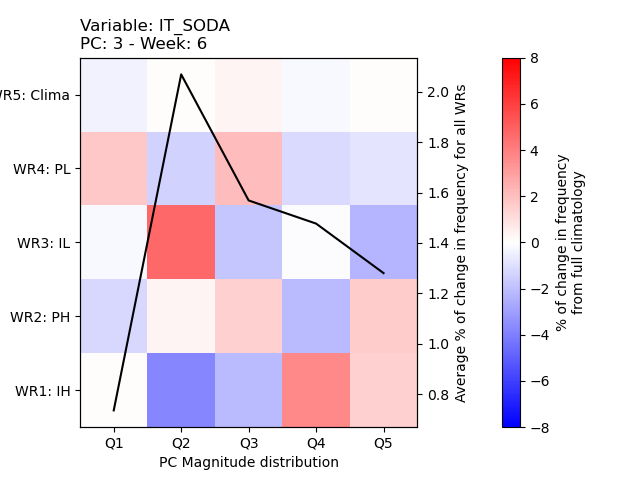 Variable: IT_SODA
PC: 3 - Week: 6
R5: Clima
WR4: PL
WR3: IL
WR2: PH
WR1: IH
Q1 Q2 Q3 Q4 Q5
PC Magnitude distribution
2.0
1.8
1.6
1.4
1.2
1.0
0.8
Average % of change in frequency for all WRs
8
6
4
2
0
−2
−4
−6
−8
% of change in frequency
from full climatology